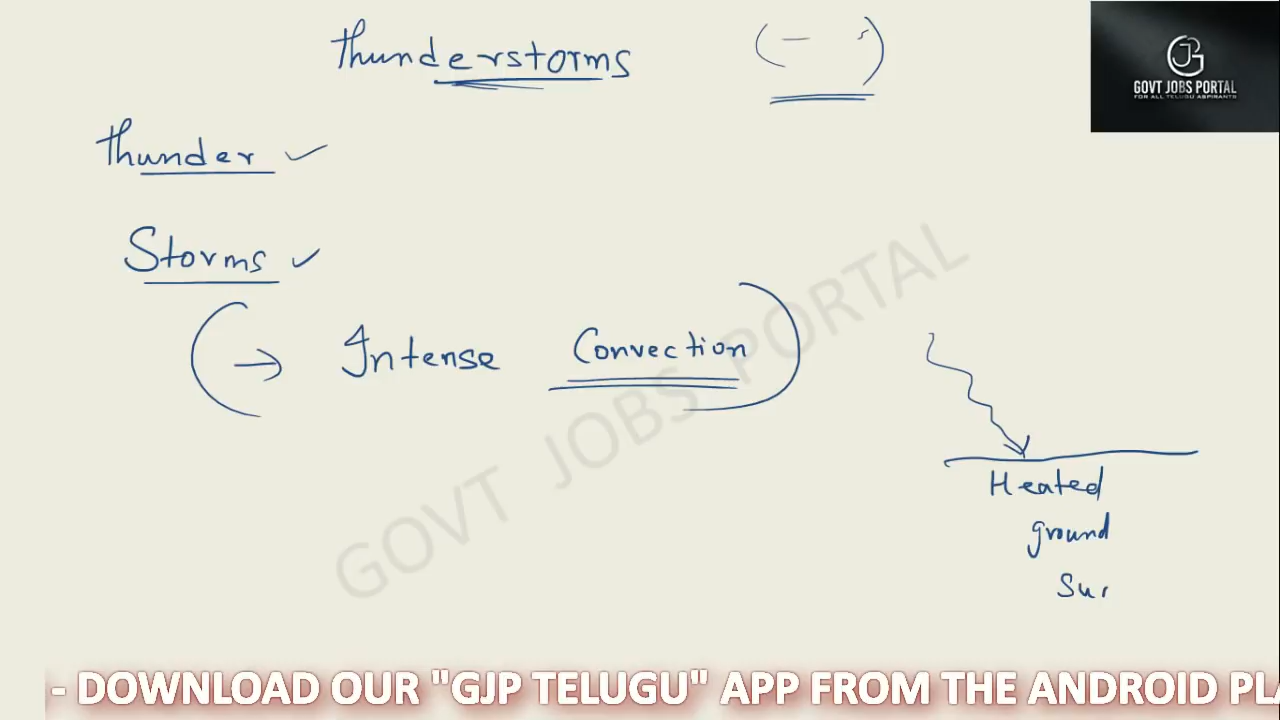 thunderstorms
(- )
GOVT JOBS PORTAL
FOR ALL TELUGU ASPIRANTS
thunder ✓
Storms ✓
( → Intense Convection )
GOVT JOBS PORTAL
Heated
ground
Sur
- DOWNLOAD OUR "GJP TELUGU" APP FROM THE ANDROID PLA